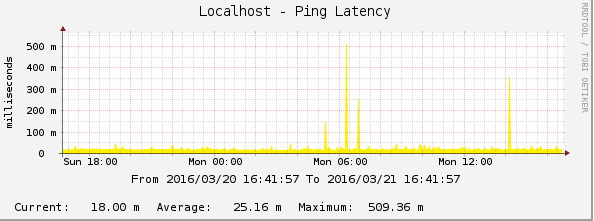 Localhost - Ping Latency
RRDTOOL / TOBI OETIKER
milliseconds
500 m
400 m
300 m
200 m
100 m
0
Sun 18:00 Mon 00:00 Mon 06:00 Mon 12:00
From 2016/03/20 16:41:57 To 2016/03/21 16:41:57
Current: 18.00 m Average: 25.16 m Maximum: 509.36 m